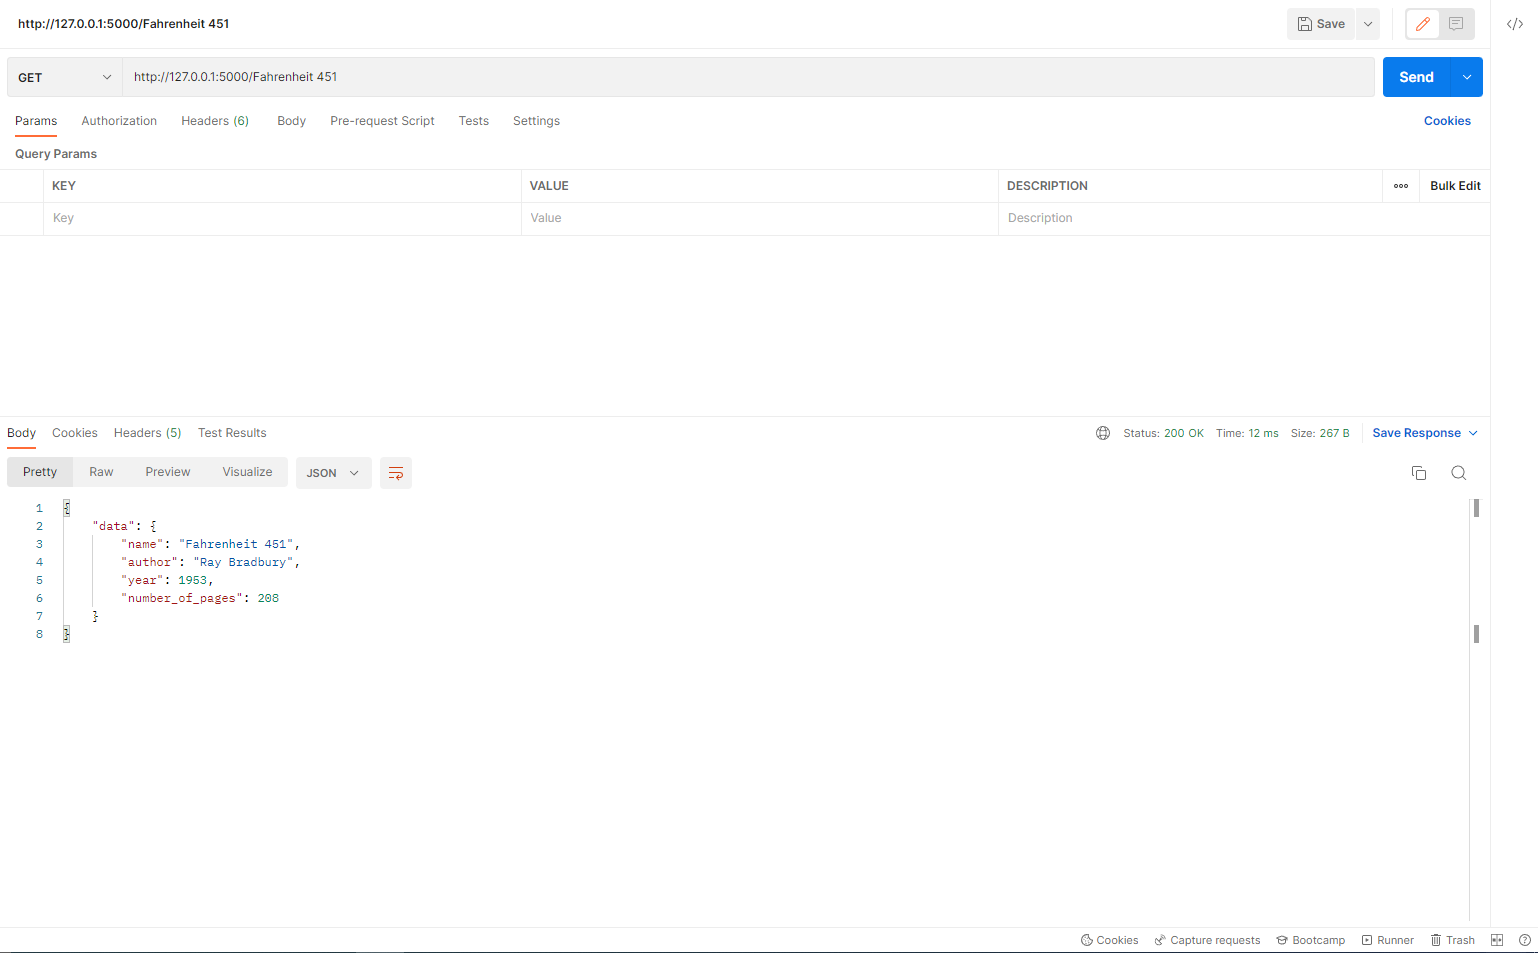 http://127.0.0.1:5000/Fahrenheit 451
Save
GET
http://127.0.0.1:5000/Fahrenheit 451
Send
Params Authorization Headers (6) Body Pre-request Script Tests Settings Cookies
Query Params
KEY VALUE DESCRIPTION Bulk Edit
Key Value Description
Body Cookies Headers (5) Test Results Status: 200 OK Time: 12 ms Size: 267 B Save Response
Pretty Raw Preview Visualize JSON
1 {
2 "data": {
3 "name": "Fahrenheit 451",
4 "author": "Ray Bradbury",
5 "year": 1953,
6 "number_of_pages": 208
7 }
8 }
Cookies Capture requests Bootcamp Runner Trash